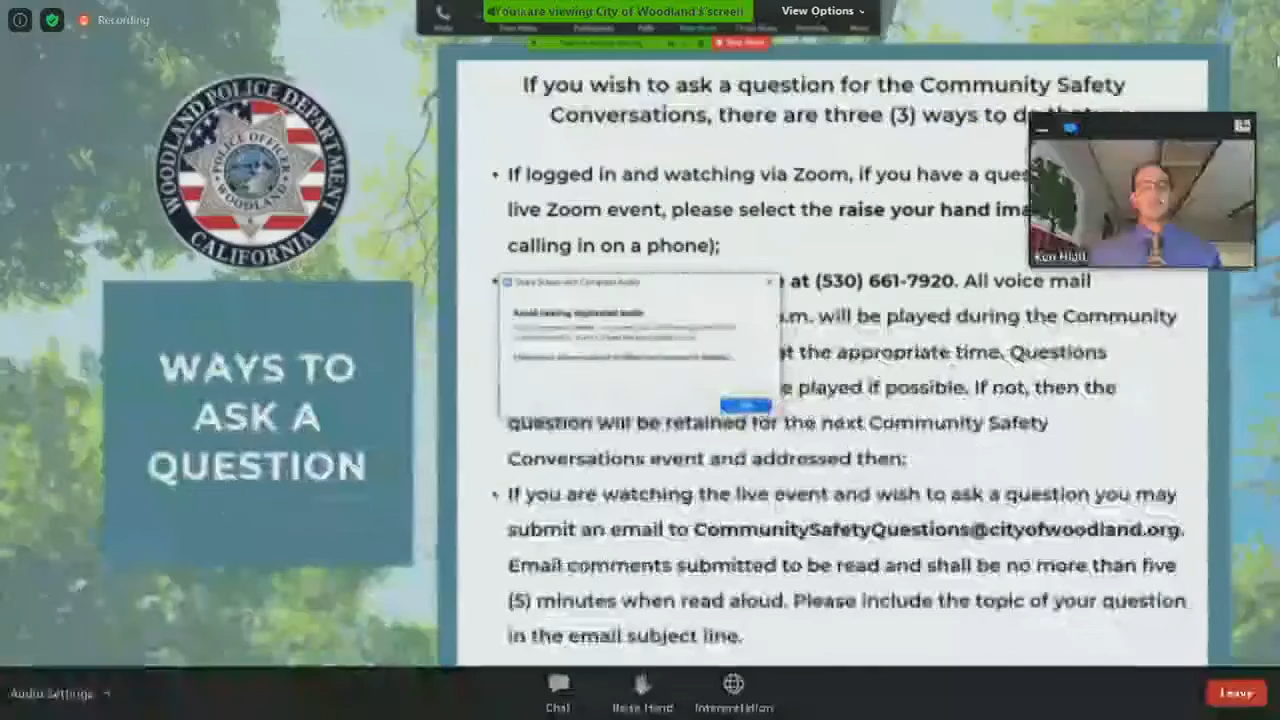 Recording
You are viewing City of Woodland's screen
View Options
WOODLAND POLICE DEPARTMENT
POLICE OFFICER
WOODLAND
CALIFORNIA
WAYS TO
ASK A
QUESTION
If you wish to ask a question for the Community Safety
Conversations, there are three (3) ways to do
• If logged in and watching via Zoom, if you have a
live Zoom event, please select the raise your hand
calling in on a phone);
at (530) 661-7920. All voice mail
.m. will be played during the Community
the appropriate time. Questions
played if possible. If not, then the
question will be retained for the next Community Safety
Conversations event and addressed then;
• If you are watching the live event and wish to ask a question you may
submit an email to CommunitySafetyQuestions@cityofwoodland.org.
Email comments submitted to be read and shall be no more than five
(5) minutes when read aloud. Please include the topic of your question
in the email subject line.
Ken Hiatt
Share Screen with Computer Audio
Audio Settings
Chat
Raise Hand
Interpretation
Leave